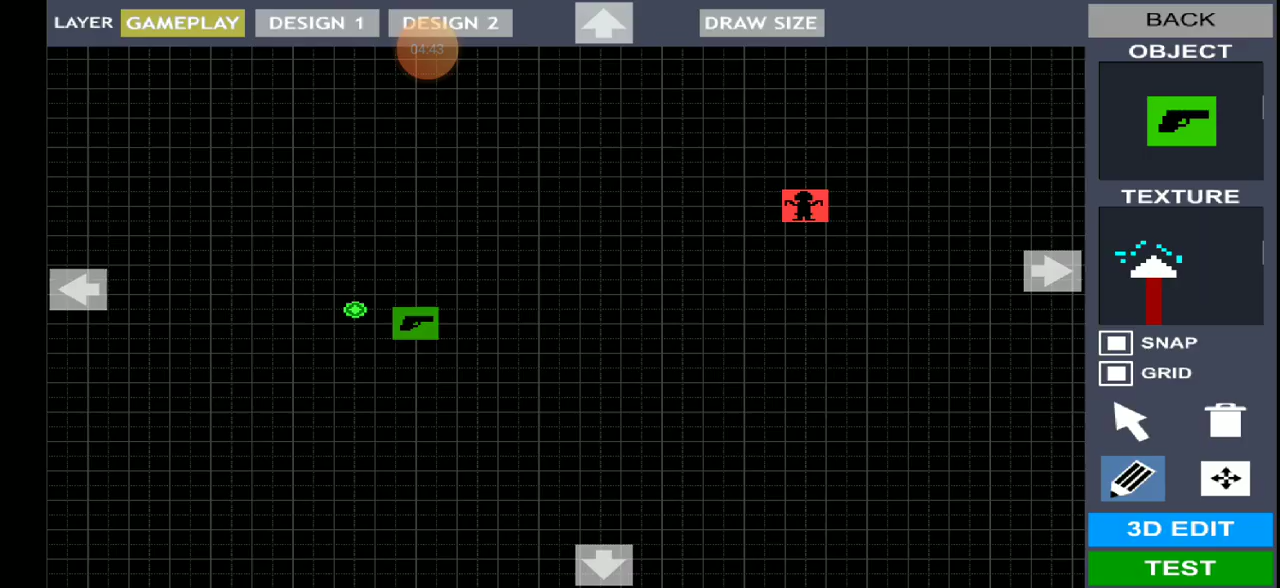 LAYER GAMEPLAY DESIGN 1 DESIGN 2 DRAW SIZE BACK
04:43
OBJECT
TEXTURE
SNAP
GRID
3D EDIT
TEST